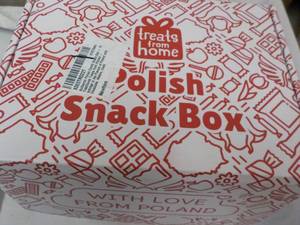 treats
from
home
Polish
Snack Box
WITH LOVE
FROM POLAND